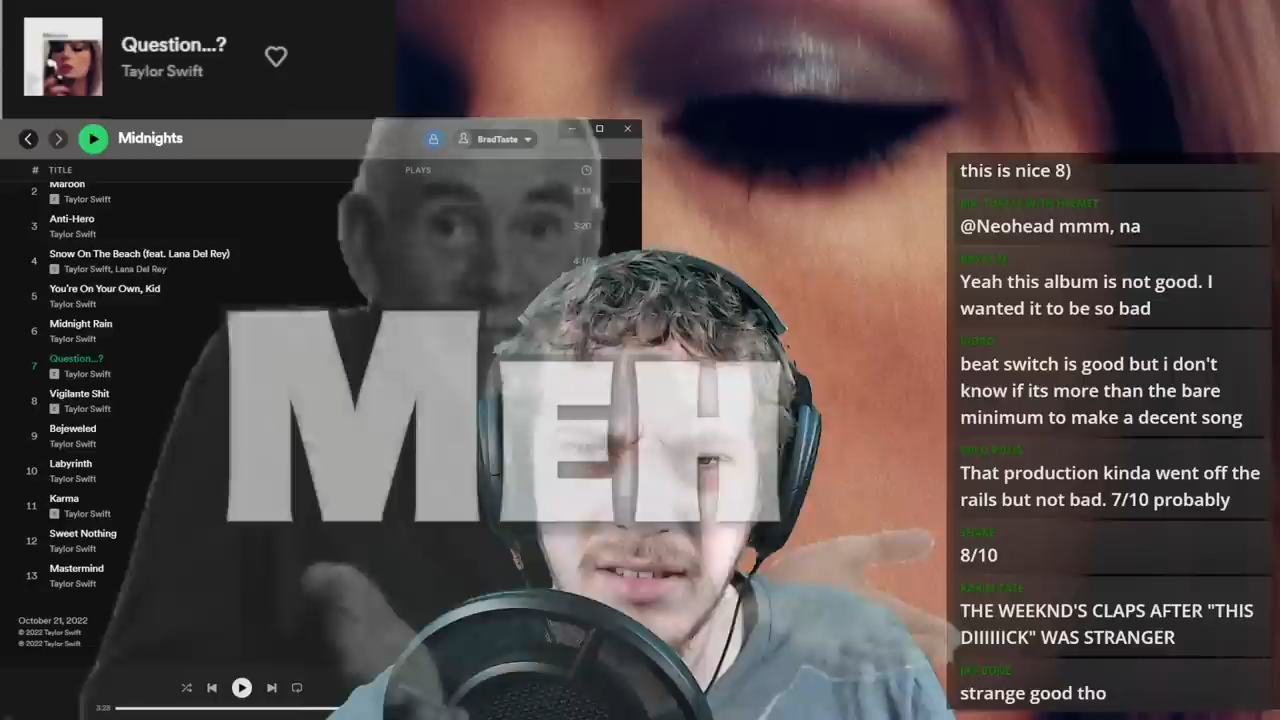 Question...?
Taylor Swift
Midnights
BradTaste
# TITLE
PLAYS
2 Maroon
E Taylor Swift
3 Anti-Hero
Taylor Swift
3:20
4 Snow On The Beach (feat. Lana Del Rey)
E Taylor Swift, Lana Del Rey
4:16
5 You're On Your Own, Kid
Taylor Swift
6 Midnight Rain
Taylor Swift
7 Question...?
E Taylor Swift
8 Vigilante Shit
E Taylor Swift
9 Bejeweled
Taylor Swift
10 Labyrinth
Taylor Swift
11 Karma
E Taylor Swift
12 Sweet Nothing
Taylor Swift
13 Mastermind
Taylor Swift
October 21, 2022
© 2022 Taylor Swift
℗ 2022 Taylor Swift
3:28
MEH
this is nice 8)
@Neohead mmm, na
Yeah this album is not good. I
wanted it to be so bad
beat switch is good but i don't
know if its more than the bare
minimum to make a decent song
That production kinda went off the
rails but not bad. 7/10 probably
8/10
THE WEEKND'S CLAPS AFTER "THIS
DIIIIIICK" WAS STRANGER
strange good tho